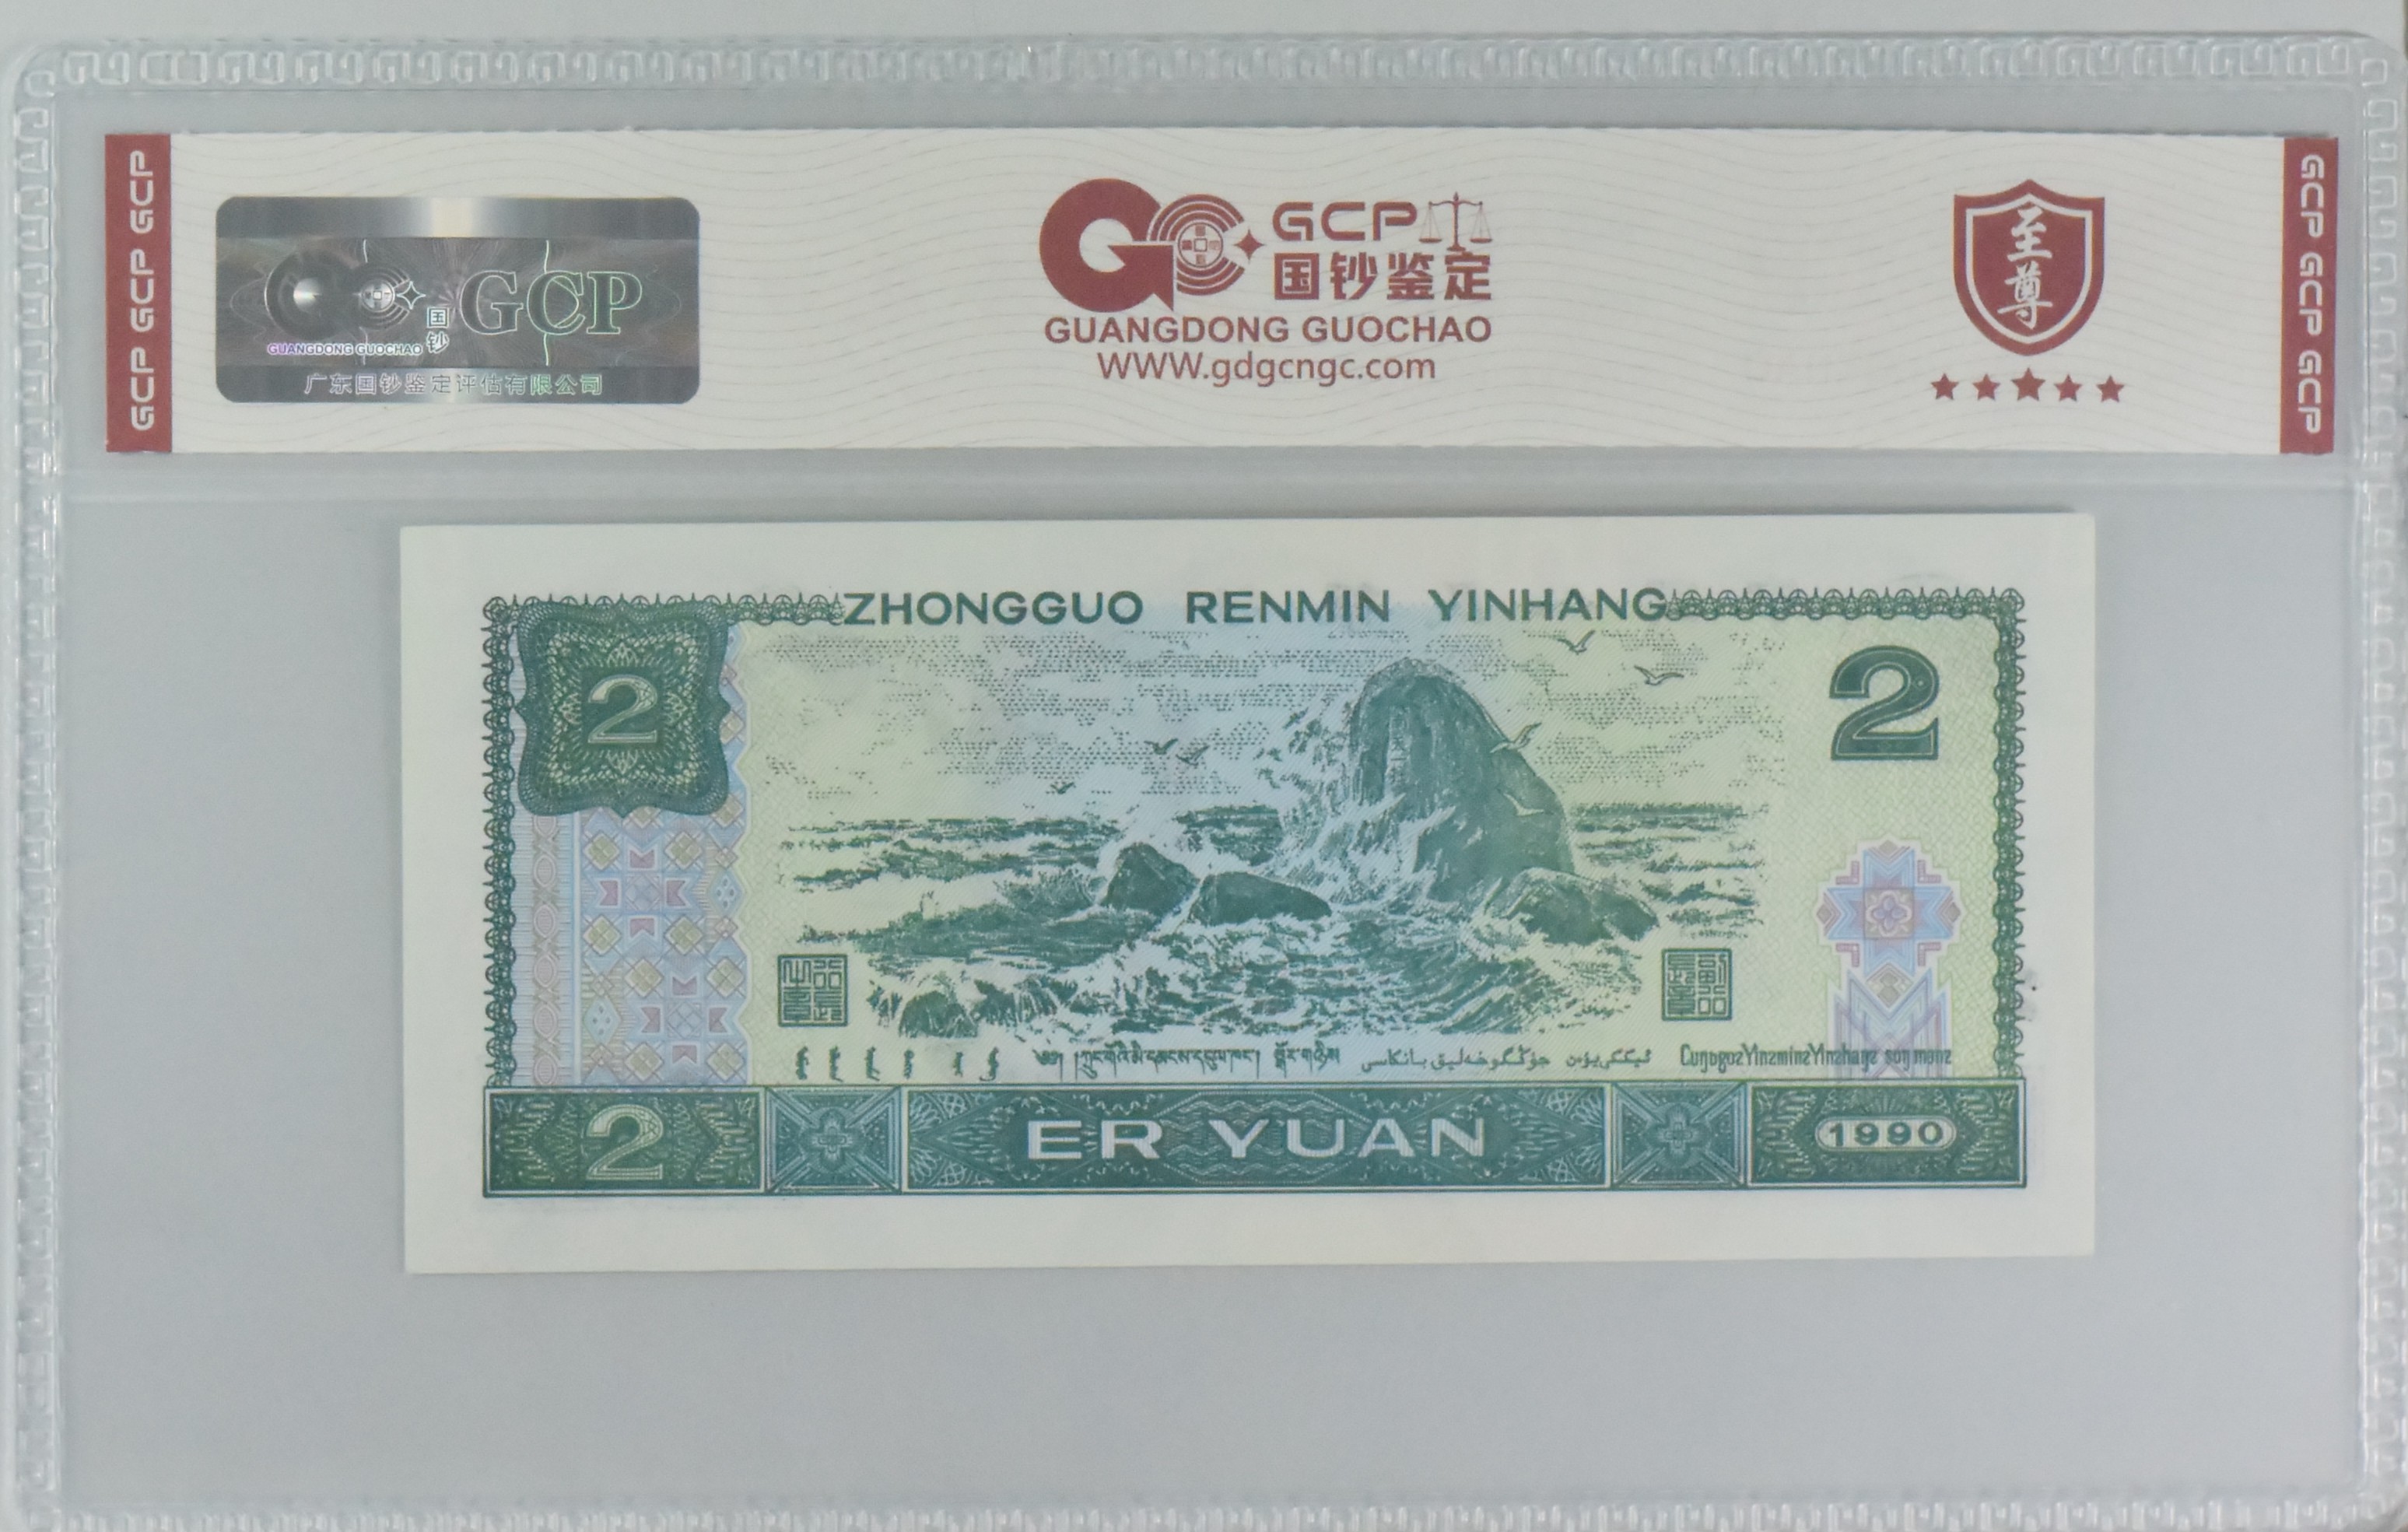 GCP GCP GCP
国钞
GCP
GUANGDONG GUOCHAO
广东国钞鉴定评估有限公司
GCP
国钞鉴定
GUANGDONG GUOCHAO
WWW.gdgcngc.com
至尊
GCP GCP GCP
ZHONGGUO RENMIN YINHANG
2
2
2
ER YUAN
1990